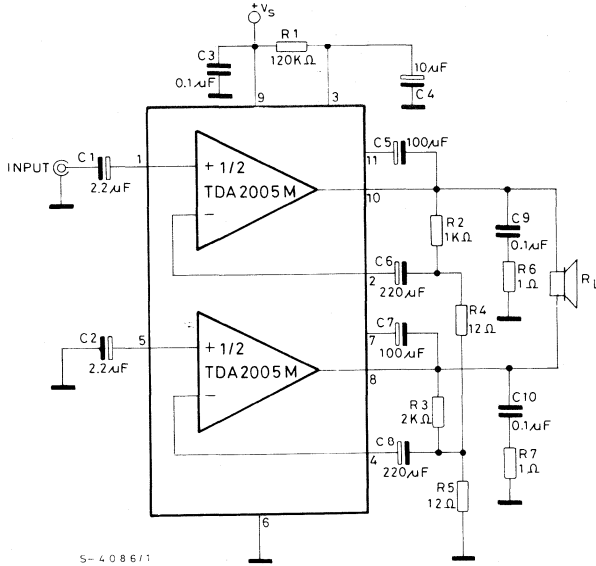 +VS
R1
120KΩ
C3
0.1µF
10µF
C4
9
3
C5
100µF
11
INPUT
C1
2.2µF
1
+ 1/2
TDA2005M
−
10
R2
1KΩ
C9
0.1µF
R6
1Ω
Rl
2
C6
220µF
R4
12Ω
C2
2.2µF
5
+ 1/2
TDA2005M
−
7
C7
100µF
8
R3
2KΩ
C10
0.1µF
R7
1Ω
4
C8
220µF
R5
12Ω
6
S-4086/1